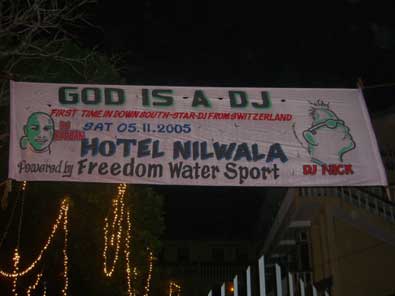 GOD IS A DJ
FIRST TIME IN DOWN SOUTH-STAR-DJ FROM SWITZERLAND
SAT 05.11.2005
HOTEL NILWALA
Powered by Freedom Water Sport
DJ NICK